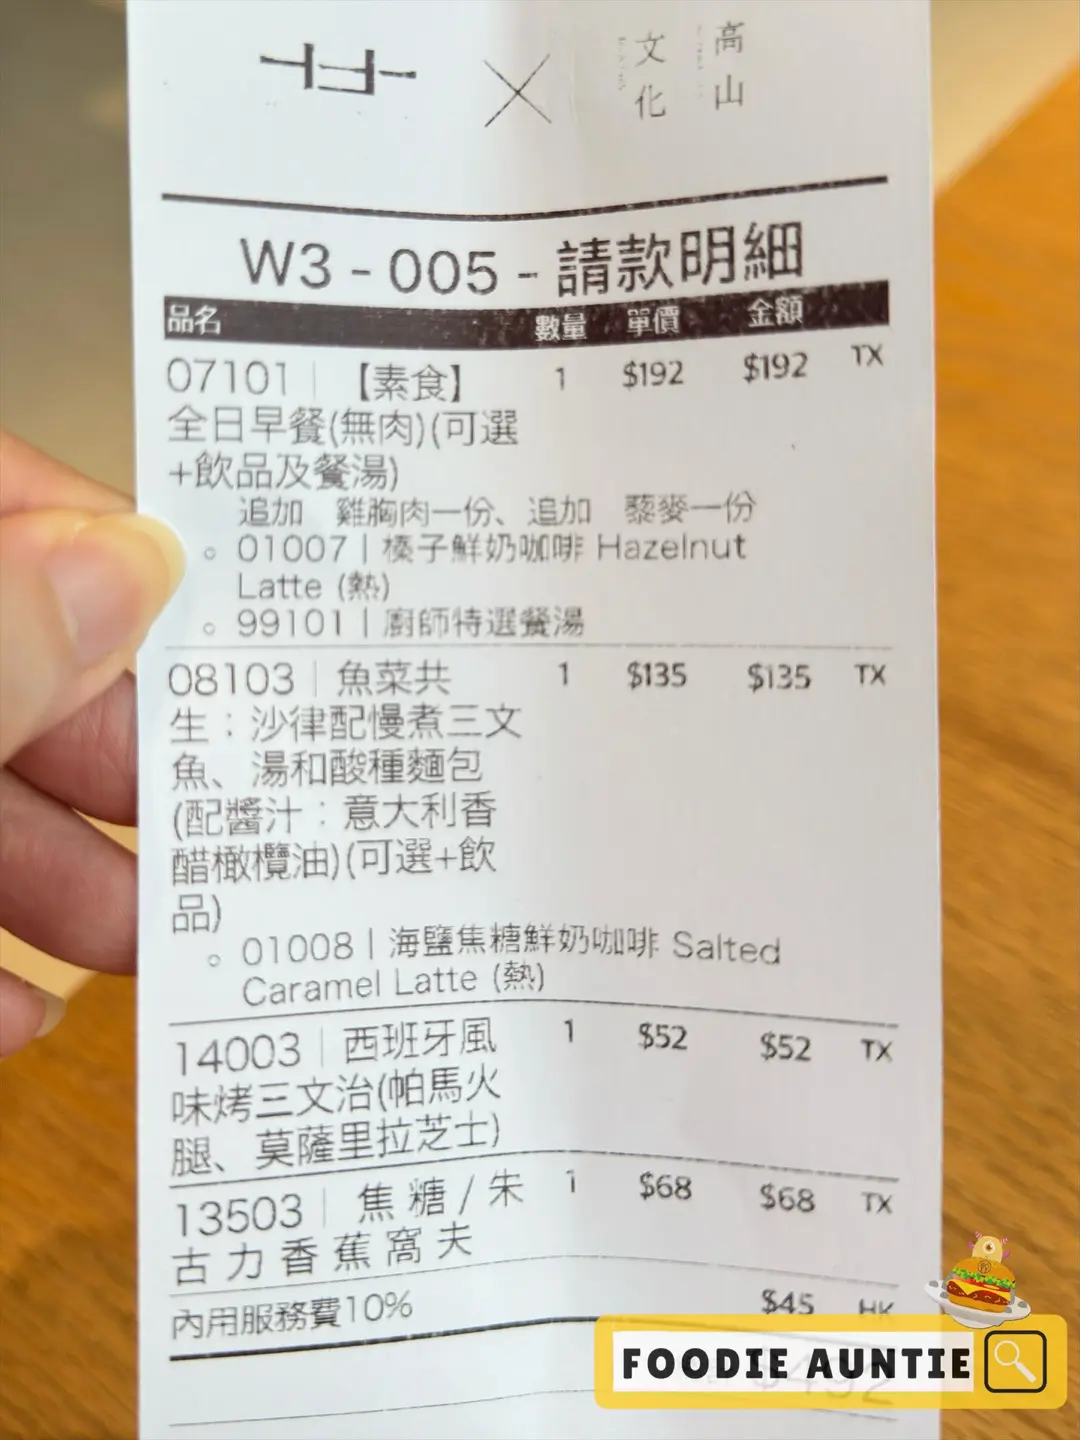 文化 高山
W3 - 005 - 請款明細
品名 數量 單價 金額
07101 | 【素食】 1 $192 $192 TX
全日早餐(無肉)(可選
+飲品及餐湯)
追加 雞胸肉一份、追加 藜麥一份
○ 01007 | 榛子鮮奶咖啡 Hazelnut
Latte (熱)
○ 99101 | 廚師特選餐湯
08103 | 魚菜共 1 $135 $135 TX
生：沙律配慢煮三文
魚、湯和酸種麵包
(配醬汁：意大利香
醋橄欖油)(可選+飲
品)
○ 01008 | 海鹽焦糖鮮奶咖啡 Salted
Caramel Latte (熱)
14003 | 西班牙風 1 $52 $52 TX
味烤三文治(帕馬火
腿、莫薩里拉芝士)
13503 | 焦糖/朱 1 $68 $68 TX
古力香蕉窩夫
內用服務費10% $45 HK
$492
FOODIE AUNTIE